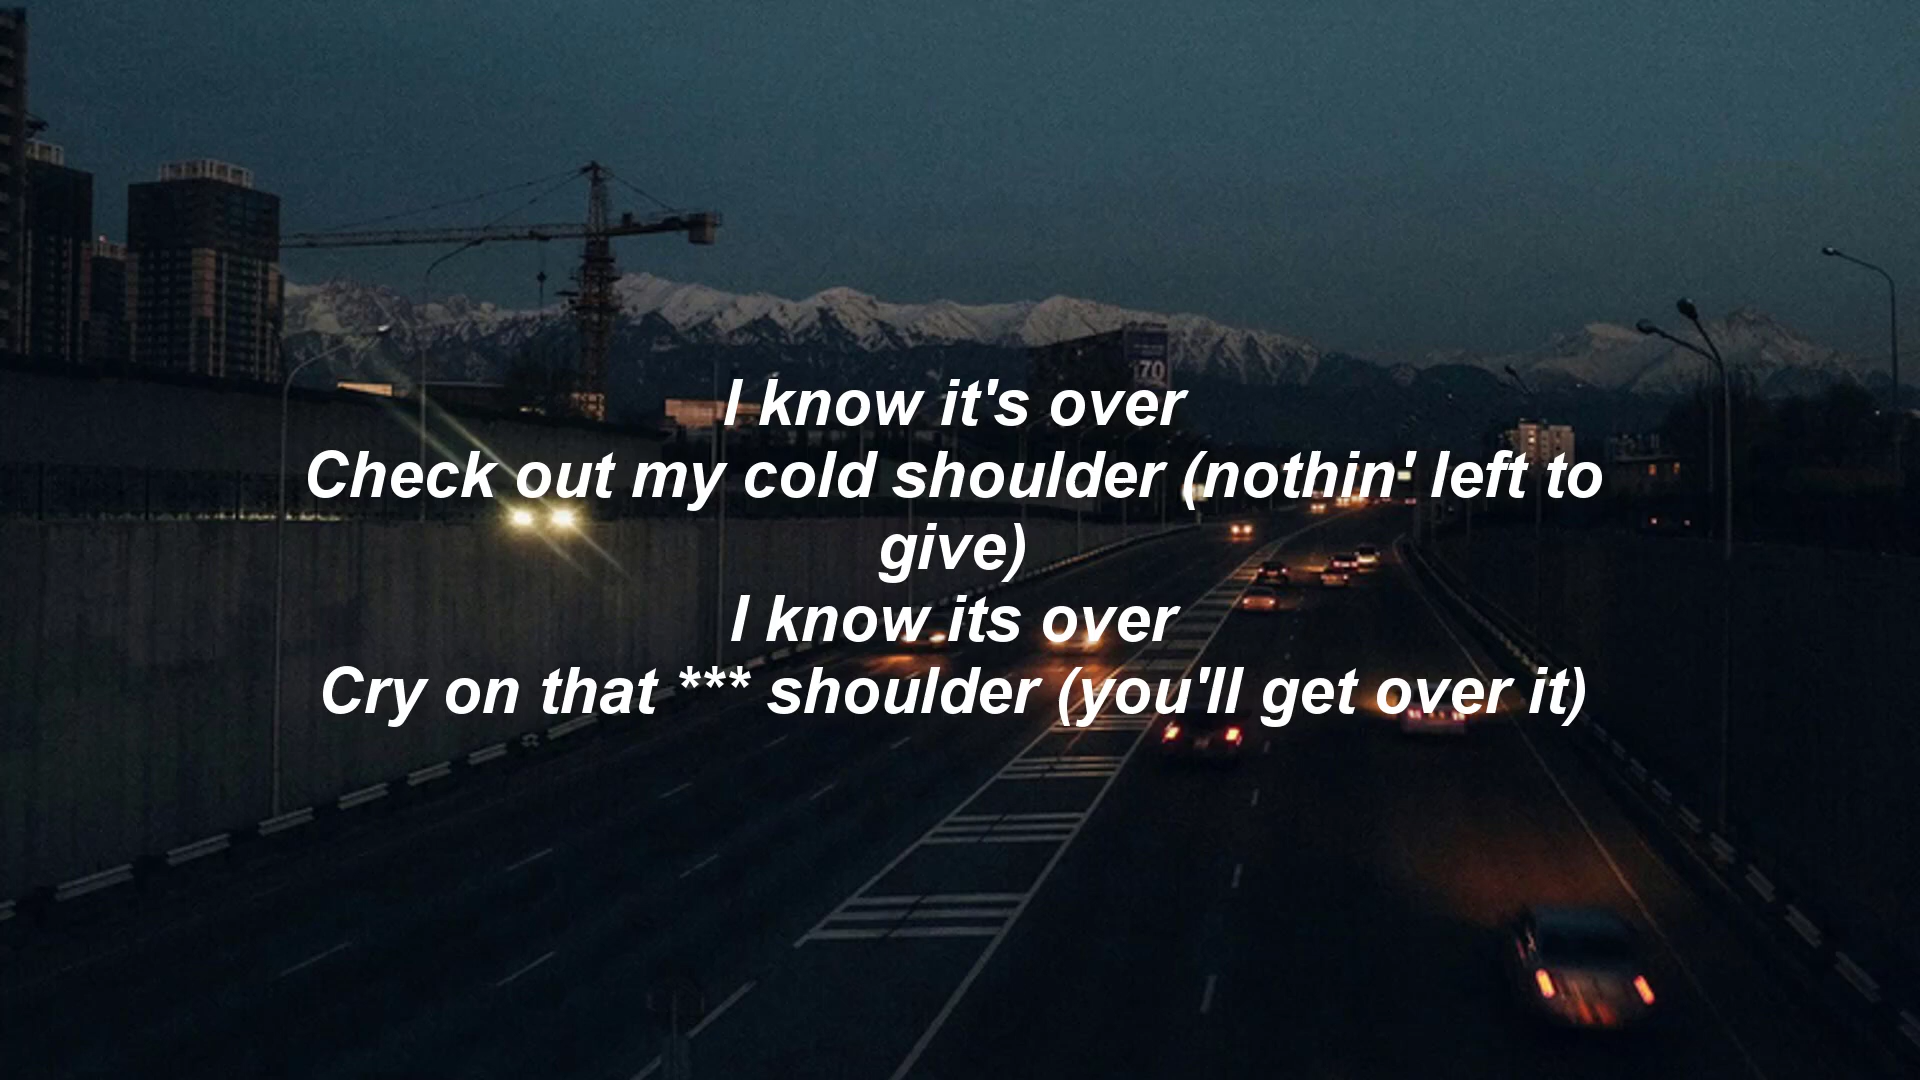 70
I know it's over
Check out my cold shoulder (nothin' left to
give)
I know its over
Cry on that *** shoulder (you'll get over it)